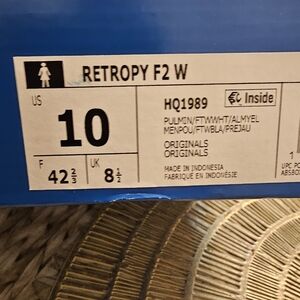 RETROPY F2 W
US
10
F
42 2/3
UK
8 1/2
HQ1989
Inside
PULMIN/FTWWHT/ALMYEL
MENPOU/FTWBLA/PREJAU
ORIGINALS
ORIGINALS
MADE IN INDONESIA
FABRIQUÉ EN INDONÉSIE
1
UPC